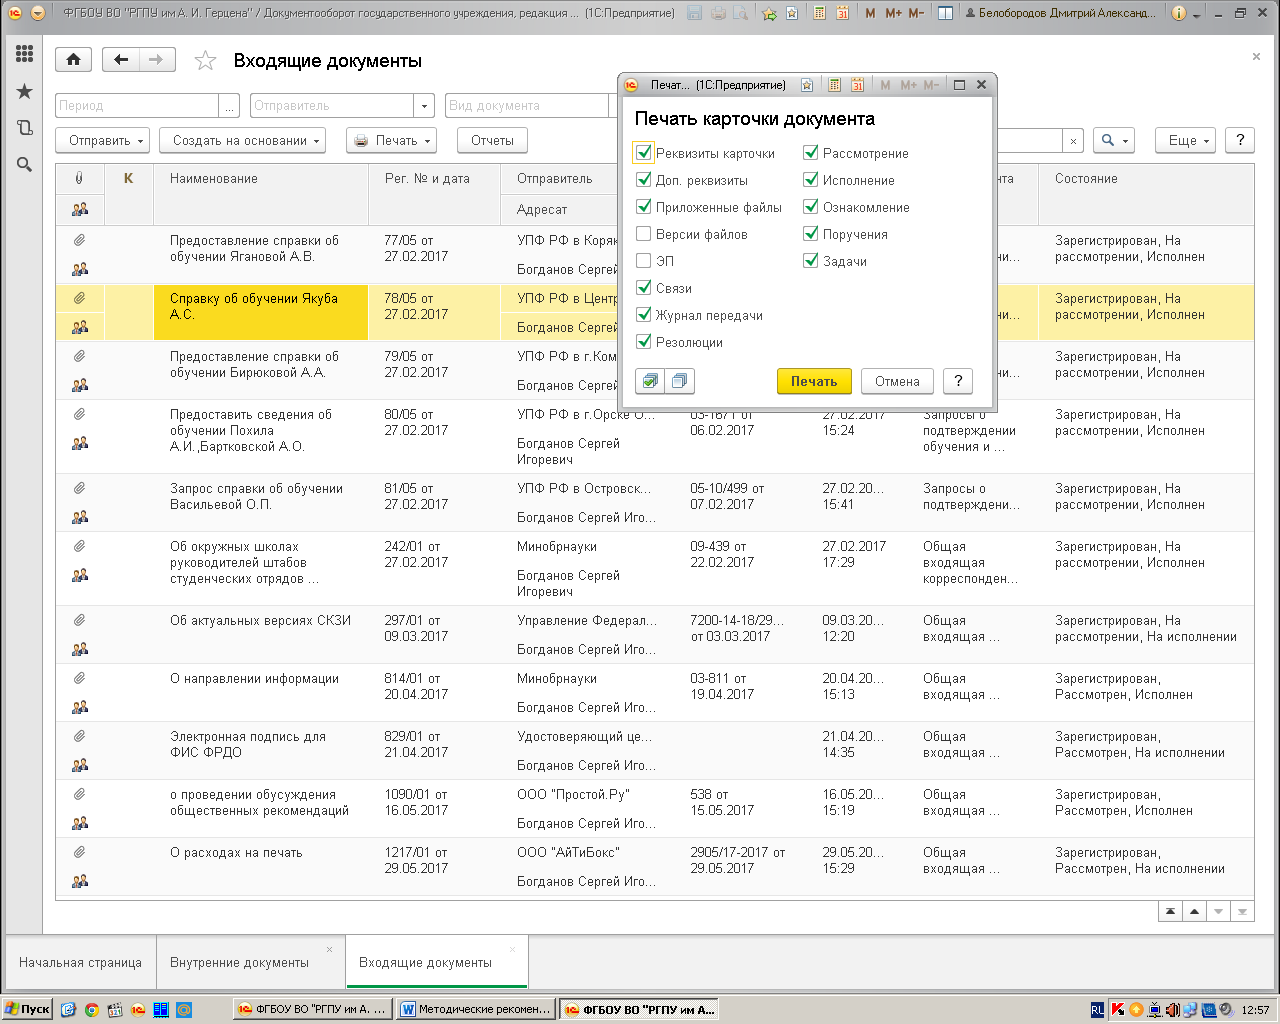 ФГБОУ ВО "РГПУ им А. И. Герцена" / Документооборот государственного учреждения, редакция ... (1С:Предприятие)
M M+ M- Белобородов Дмитрий Александ...
Входящие документы
Период ... Отправитель Вид документа
Отправить Создать на основании Печать Отчеты Еще ?
К Наименование Рег. № и дата Отправитель Состояние
Адресат
Предоставление справки об обучении Ягановой А.В.
77/05 от 27.02.2017
УПФ РФ в Коряк
Богданов Сергей
Зарегистрирован, На рассмотрении, Исполнен
Справку об обучении Якуба А.С.
78/05 от 27.02.2017
УПФ РФ в Центр
Богданов Сергей
Зарегистрирован, На рассмотрении, Исполнен
Предоставление справки об обучении Бирюковой А.А.
79/05 от 27.02.2017
УПФ РФ в г.Ком
Богданов Сергей
Зарегистрирован, На рассмотрении, Исполнен
Предоставить сведения об обучении Похила А.И.,Бартковской А.О.
80/05 от 27.02.2017
УПФ РФ в г.Орске О...
Богданов Сергей Игоревич
03-1671 от 06.02.2017
27.02.2017 15:24
Запросы о подтверждении обучения и ...
Зарегистрирован, На рассмотрении, Исполнен
Запрос справки об обучении Васильевой О.П.
81/05 от 27.02.2017
УПФ РФ в Островск...
Богданов Сергей Иго...
05-10/499 от 07.02.2017
27.02.20... 15:41
Запросы о подтверждени...
Зарегистрирован, На рассмотрении, Исполнен
Об окружных школах руководителей штабов студенческих отрядов ...
242/01 от 27.02.2017
Минобрнауки
Богданов Сергей Игоревич
09-439 от 22.02.2017
27.02.2017 17:29
Общая входящая корреспонден...
Зарегистрирован, На рассмотрении, Исполнен
Об актуальных версиях СКЗИ
297/01 от 09.03.2017
Управление Федерал...
Богданов Сергей Иго...
7200-14-18/29... от 03.03.2017
09.03.20... 12:20
Общая входящая ...
Зарегистрирован, На рассмотрении, На исполнении
О направлении информации
814/01 от 20.04.2017
Минобрнауки
Богданов Сергей Иго...
03-811 от 19.04.2017
20.04.20... 15:13
Общая входящая ...
Зарегистрирован, Рассмотрен, Исполнен
Электронная подпись для ФИС ФРДО
829/01 от 21.04.2017
Удостоверяющий це...
Богданов Сергей Иго...
21.04.20... 14:35
Общая входящая ...
Зарегистрирован, Рассмотрен, На исполнении
о проведении обусуждения общественных рекомендаций
1090/01 от 16.05.2017
ООО "Простой.Ру"
Богданов Сергей Иго...
538 от 15.05.2017
16.05.20... 15:19
Общая входящая ...
Зарегистрирован, Рассмотрен, Исполнен
О расходах на печать
1217/01 от 29.05.2017
ООО "АйТиБокс"
Богданов Сергей Иго...
2905/17-2017 от 29.05.2017
29.05.20... 15:29
Общая входящая ...
Зарегистрирован, Рассмотрен, На исполнении
Печат... (1С:Предприятие) M M+ M-
Печать карточки документа
Реквизиты карточки
Доп. реквизиты
Приложенные файлы
Версии файлов
ЭП
Связи
Журнал передачи
Резолюции
Рассмотрение
Исполнение
Ознакомление
Поручения
Задачи
Печать Отмена ?
Начальная страница Внутренние документы Входящие документы
Пуск ФГБОУ ВО "РГПУ им А. ... Методические рекомен... ФГБОУ ВО "РГПУ им А... RL 12:57